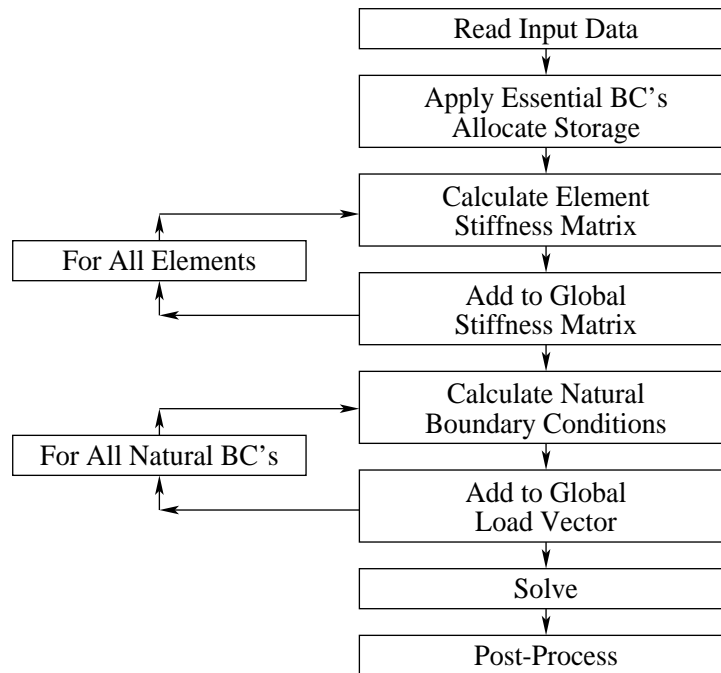 Read Input Data
Apply Essential BC's
Allocate Storage
Calculate Element
Stiffness Matrix
For All Elements
Add to Global
Stiffness Matrix
Calculate Natural
Boundary Conditions
For All Natural BC's
Add to Global
Load Vector
Solve
Post-Process